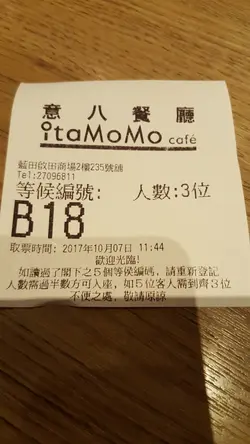 意八餐廳
itaMoMo café
藍田啟田商場2樓235號舖
Tel:27096811
等候編號: 人數:3位
B18
取票時間: 2017年10月07日 11:44
歡迎光臨!
如讀過了閣下之5個等候編码, 請重新登記
人數需過半數方可入座, 如5位客人需到齊3位
不便之處, 敬請原諒